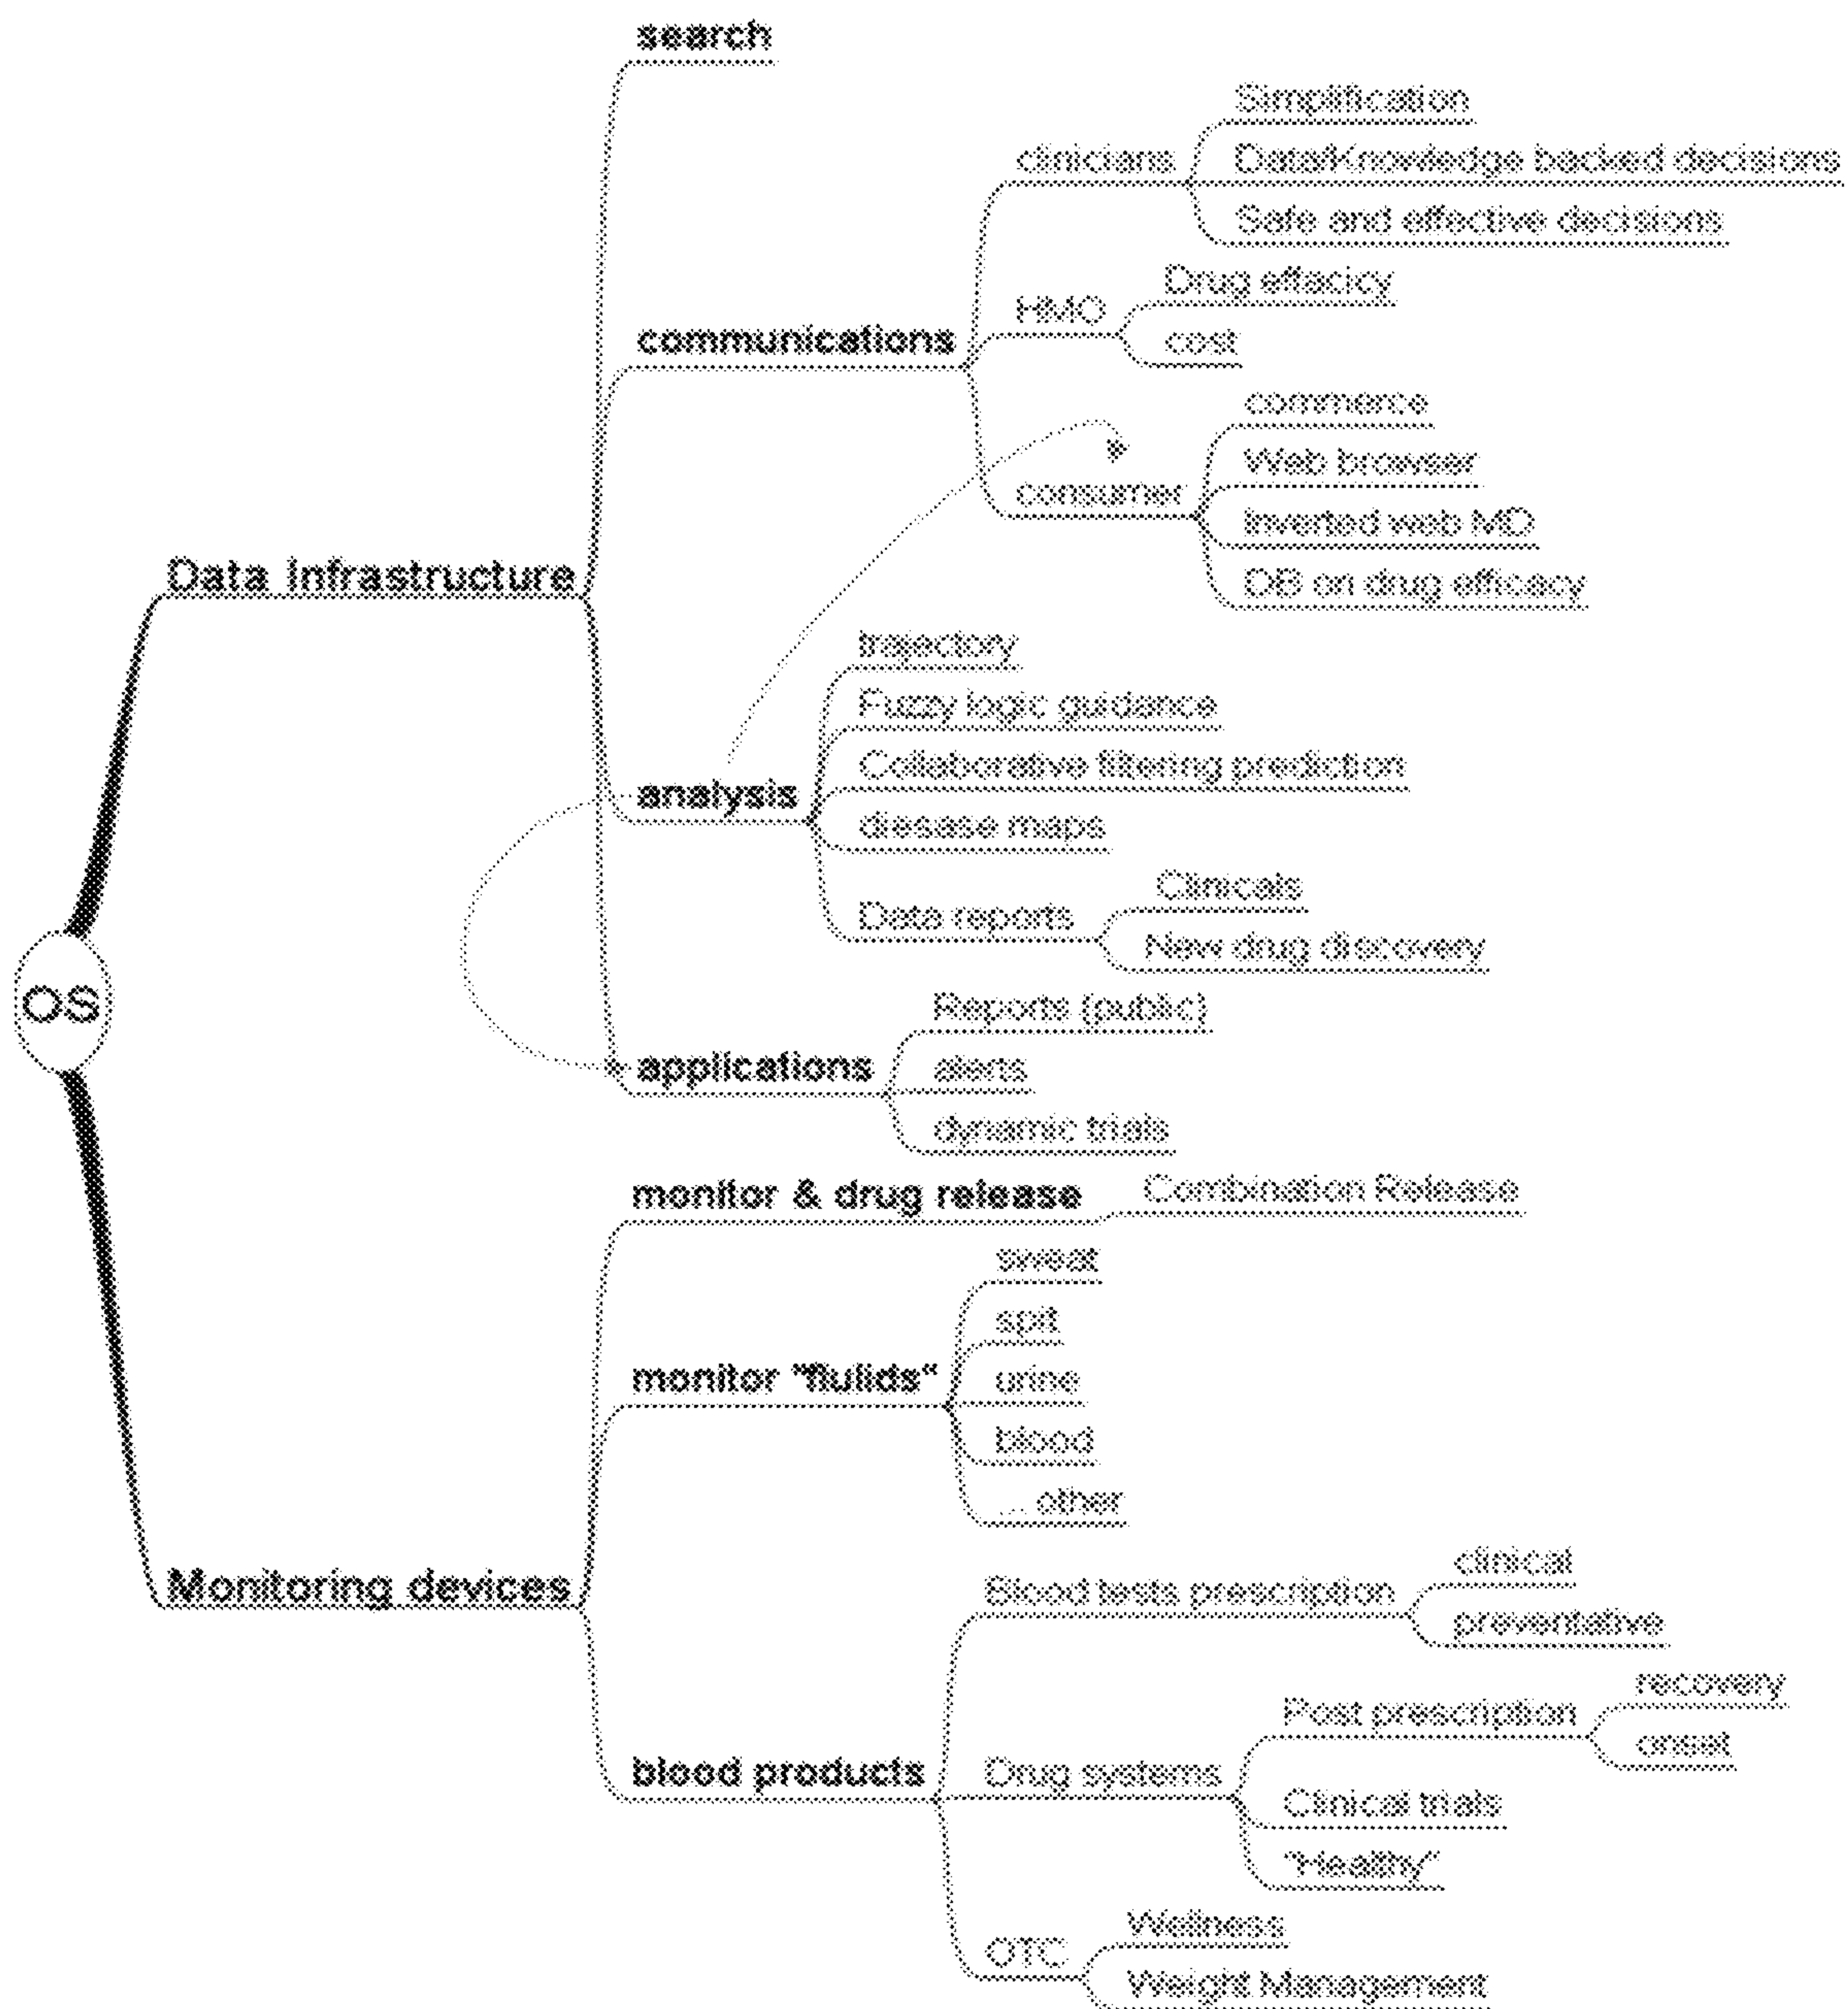 search
Simplification
clinicians
Data/Knowledge backed decisions
Safe and effective decisions
Drug effacicy
HMO
communications
cost
commerce
Web browser
consumer
inverted web MD
Data infrastructure
DB on drug efficacy
trajectory
Fuzzy logic guidance
Collaborative filtering prediction
analysis
diesase maps
Clinicals
Data reports
New drug discovery
OS
Reports (public)
applications
alerts
dynamic trials
monitor & drug release
Combination Release
sweat
spit
monitor "fluids"
urine
blood
... other
clinical
Monitoring devices
Blood tests prescription
preventative
recovery
Post prescription
onset
blood products
Drug systems
Clinical trials
"Healthy"
Wellness
OTC
Weight Management